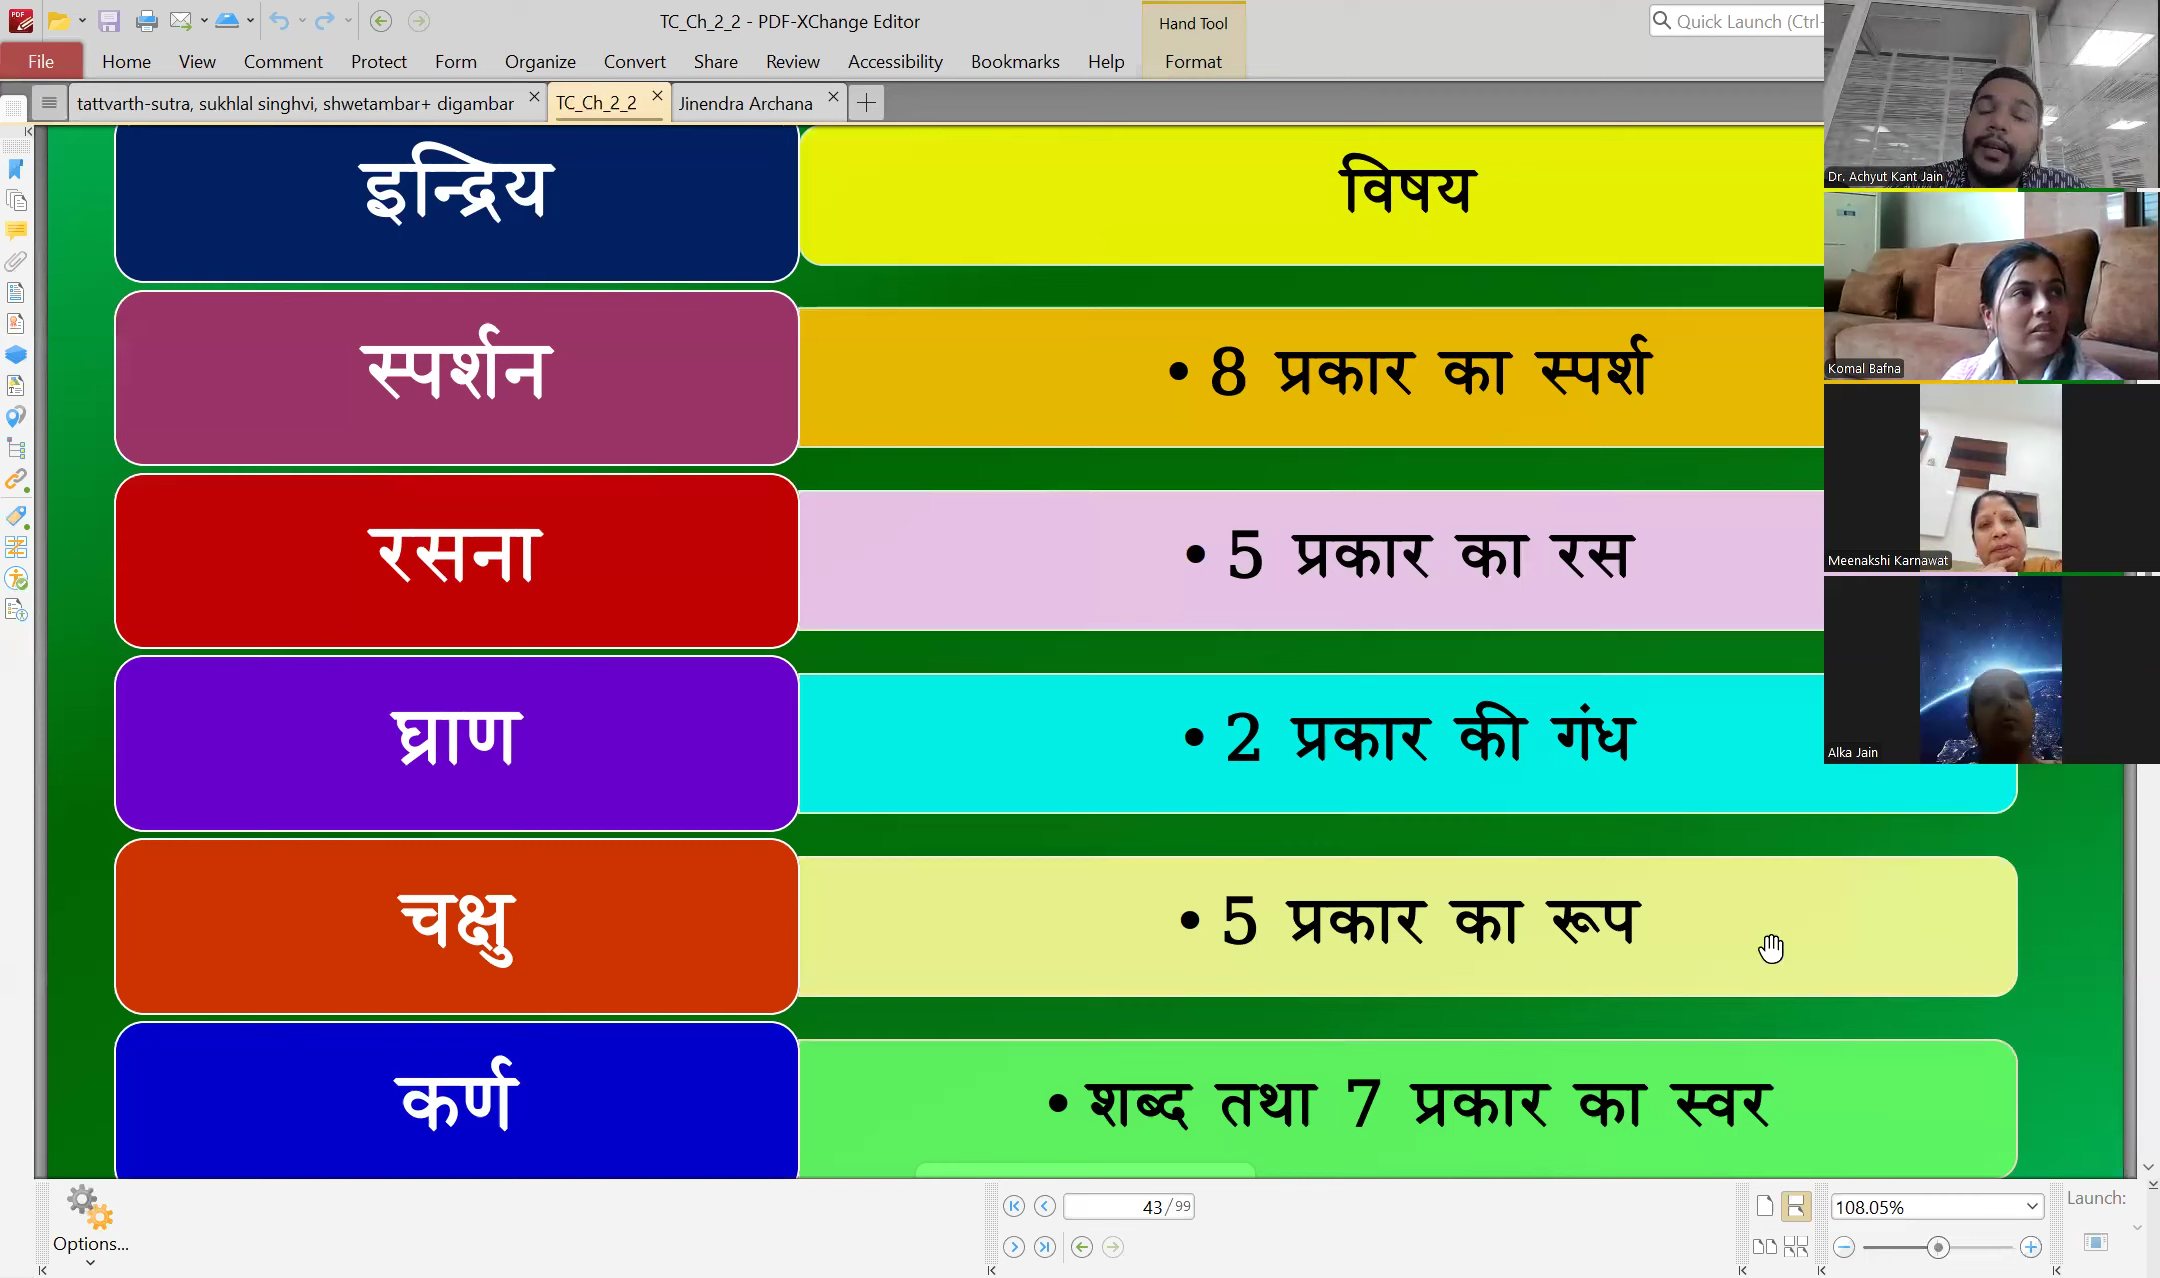 TC_Ch_2_2 - PDF-XChange Editor
Hand Tool
Quick Launch (Ctrl-
File Home View Comment Protect Form Organize Convert Share Review Accessibility Bookmarks Help Format
tattvarth-sutra, sukhlal singhvi, shwetambar+ digambar
TC_Ch_2_2
Jinendra Archana
इन्द्रिय
विषय
स्पर्शन
• 8 प्रकार का स्पर्श
रसना
• 5 प्रकार का रस
घ्राण
• 2 प्रकार की गंध
चक्षु
• 5 प्रकार का रूप
कर्ण
• शब्द तथा 7 प्रकार का स्वर
Dr. Achyut Kant Jain
Komal Bafna
Meenakshi Karnawat
Alka Jain
Options...
43 / 99
108.05%
Launch: